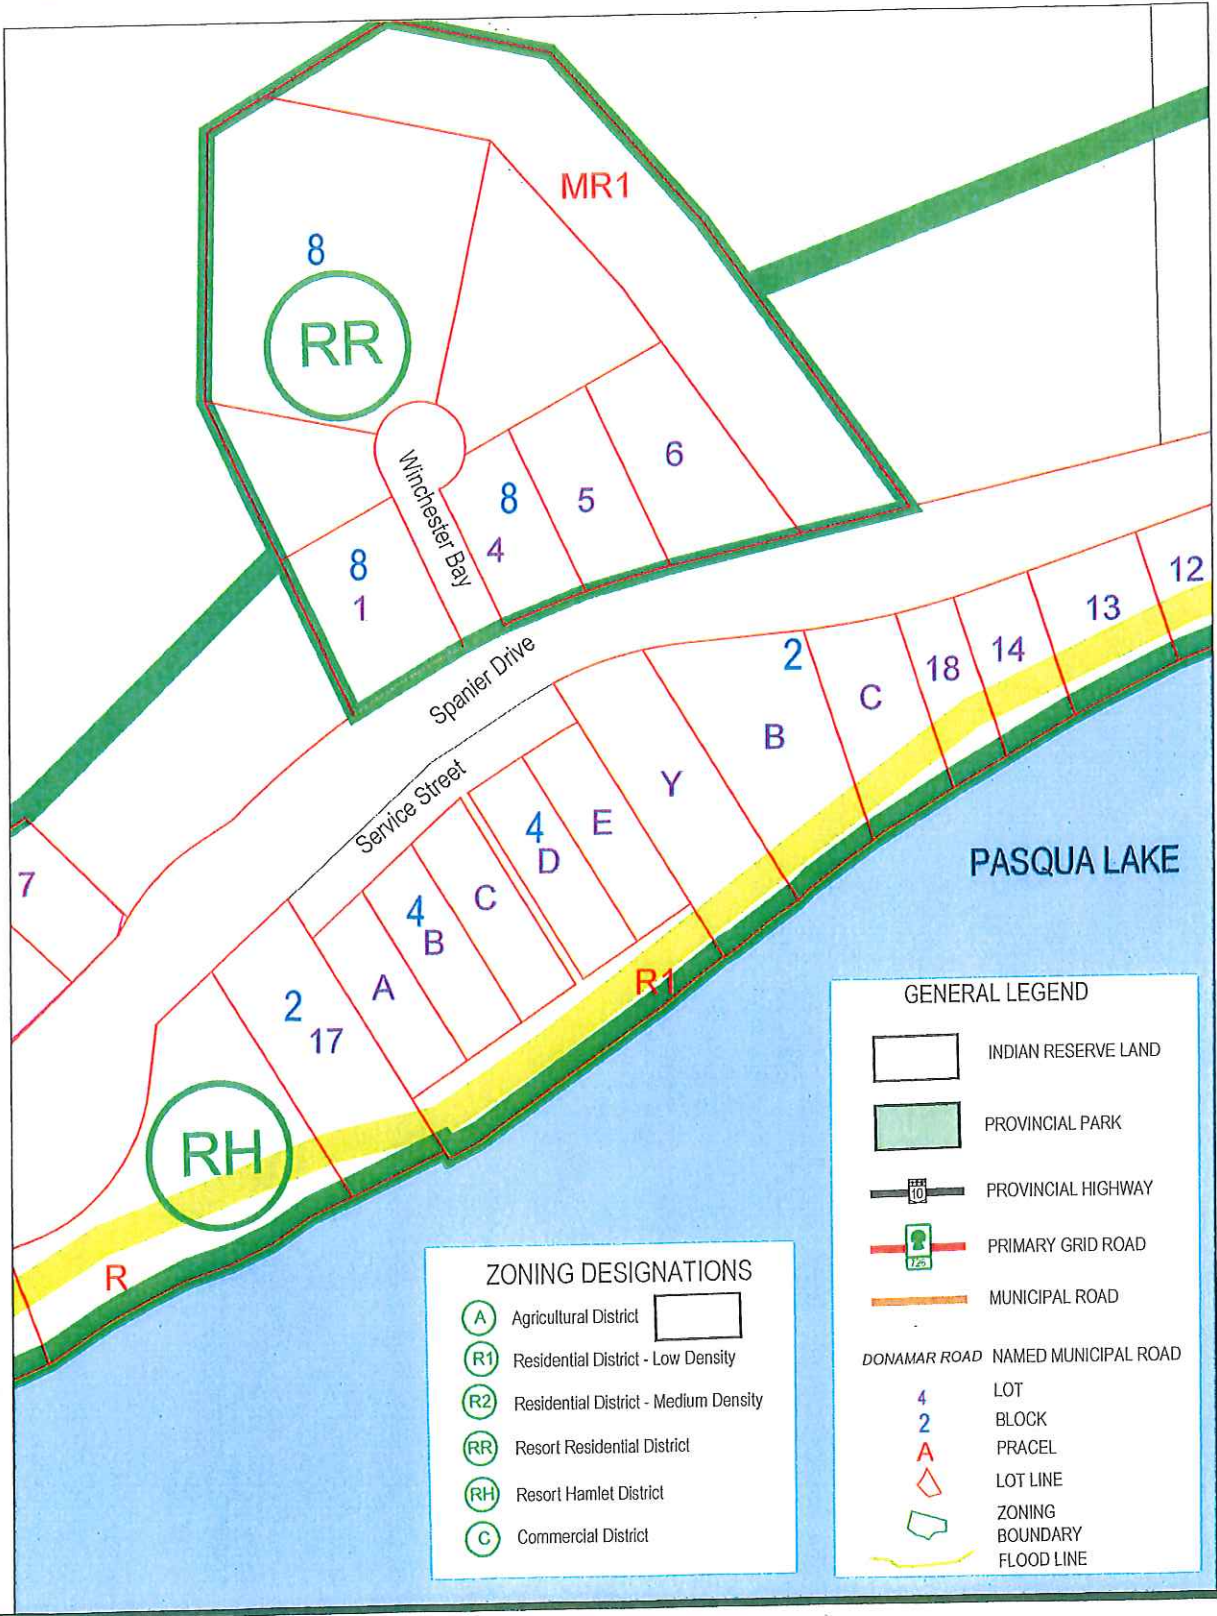 MR1
8
RR
6
8
5
4
Winchester Bay
8
1
12
13
Spanier Drive
2
14
18
C
B
Service Street
Y
4
E
D
PASQUA LAKE
7
C
4
B
A
R1
2
17
RH
R
GENERAL LEGEND
INDIAN RESERVE LAND
PROVINCIAL PARK
10
PROVINCIAL HIGHWAY
725
PRIMARY GRID ROAD
MUNICIPAL ROAD
DONAMAR ROAD NAMED MUNICIPAL ROAD
4 LOT
2 BLOCK
A PRACEL
LOT LINE
ZONING
BOUNDARY
FLOOD LINE
ZONING DESIGNATIONS
A Agricultural District
R1 Residential District - Low Density
R2 Residential District - Medium Density
RR Resort Residential District
RH Resort Hamlet District
C Commercial District